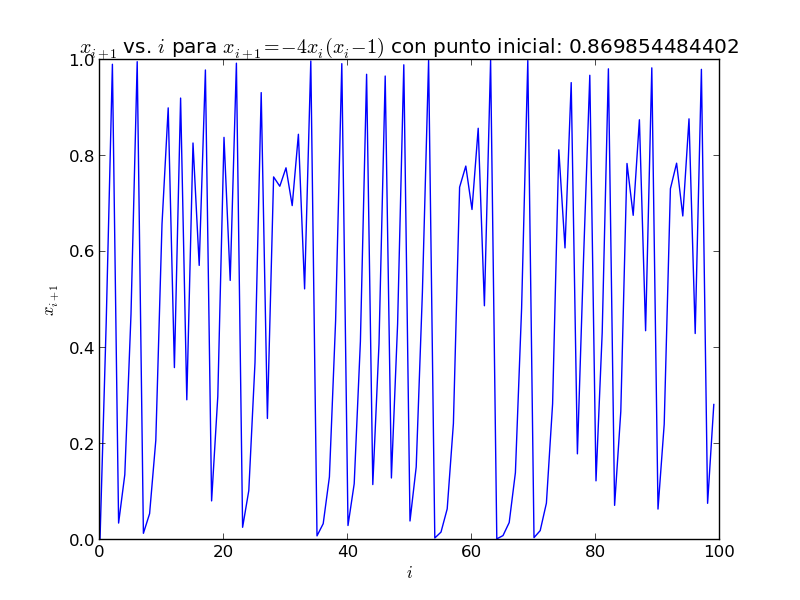 x_{i+1} vs. i para x_{i+1}=−4x_i(x_i−1) con punto inicial: 0.869854484402
1.0
0.8
0.6
0.4
0.2
0.0
x_{i+1}
0 20 40 60 80 100
i